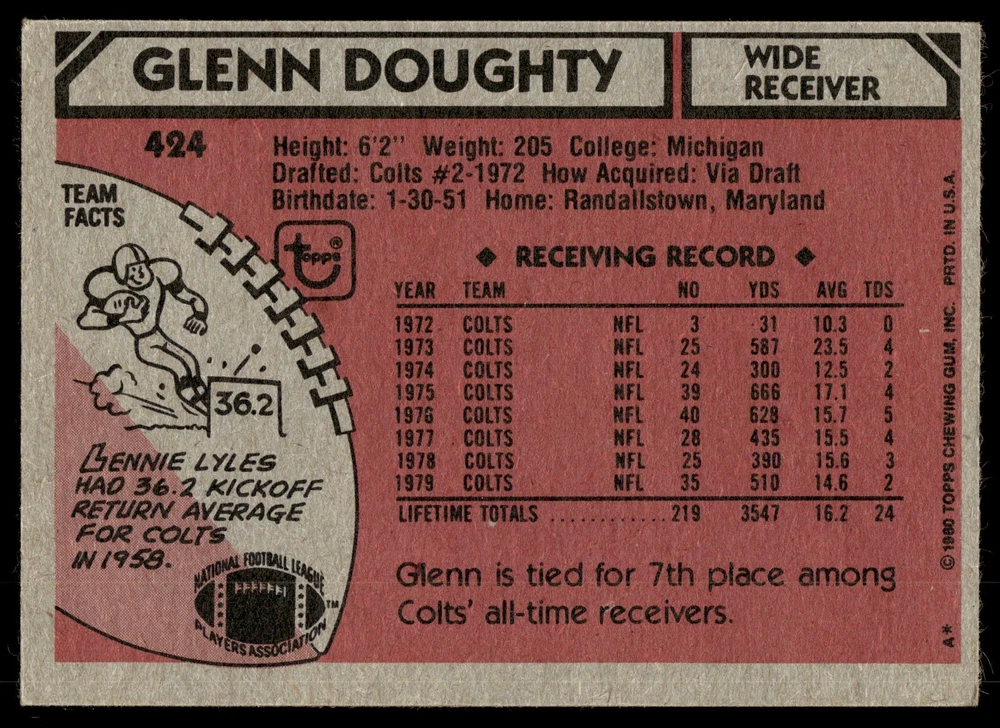 GLENN DOUGHTY
WIDE
RECEIVER
424
Height: 6'2" Weight: 205 College: Michigan
Drafted: Colts #2-1972 How Acquired: Via Draft
Birthdate: 1-30-51 Home: Randallstown, Maryland
TEAM
FACTS
topps®
36.2
BENNIE LYLES
HAD 36.2 KICKOFF
RETURN AVERAGE
FOR COLTS
IN 1958.
NATIONAL FOOTBALL LEAGUE
PLAYERS ASSOCIATION
TM
◆ RECEIVING RECORD ◆
YEAR TEAM NO YDS AVG TDS
1972 COLTS NFL 3 31 10.3 0
1973 COLTS NFL 25 587 23.5 4
1974 COLTS NFL 24 300 12.5 2
1975 COLTS NFL 39 666 17.1 4
1976 COLTS NFL 40 628 15.7 5
1977 COLTS NFL 28 435 15.5 4
1978 COLTS NFL 25 390 15.6 3
1979 COLTS NFL 35 510 14.6 2
LIFETIME TOTALS ............ 219 3547 16.2 24
Glenn is tied for 7th place among
Colts' all-time receivers.
A* © 1980 TOPPS CHEWING GUM, INC. PRTD. IN U.S.A.